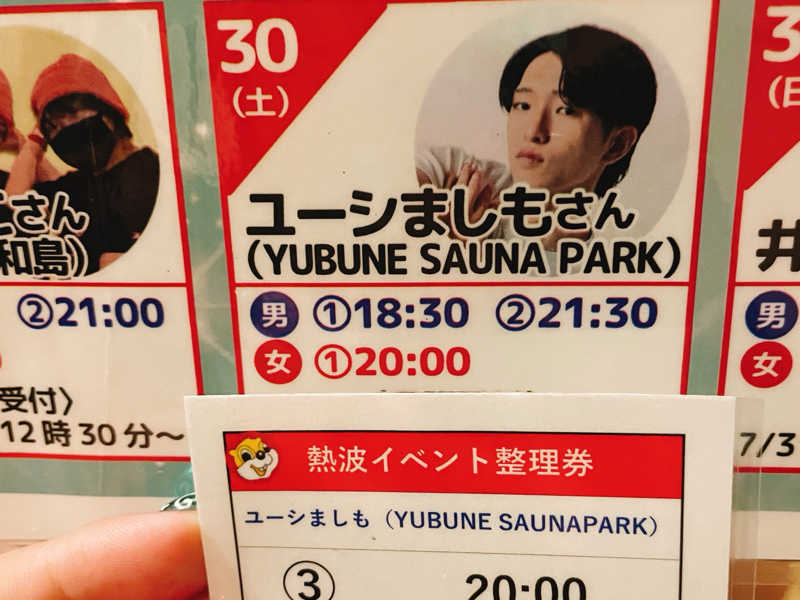 さん
和島)
②21:00
受付〉
12時30分〜
30
(土)
ユーシましもさん
(YUBUNE SAUNA PARK)
男 ①18:30 ②21:30
女 ①20:00
(日
井
男
女
7/3
熱波イベント整理券
ユーシましも（YUBUNE SAUNAPARK）
③ 20:00